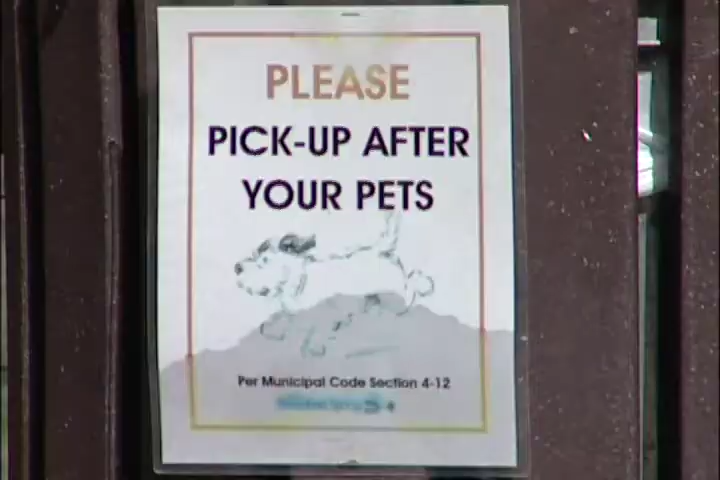 PLEASE
PICK-UP AFTER
YOUR PETS
Per Municipal Code Section 4-12